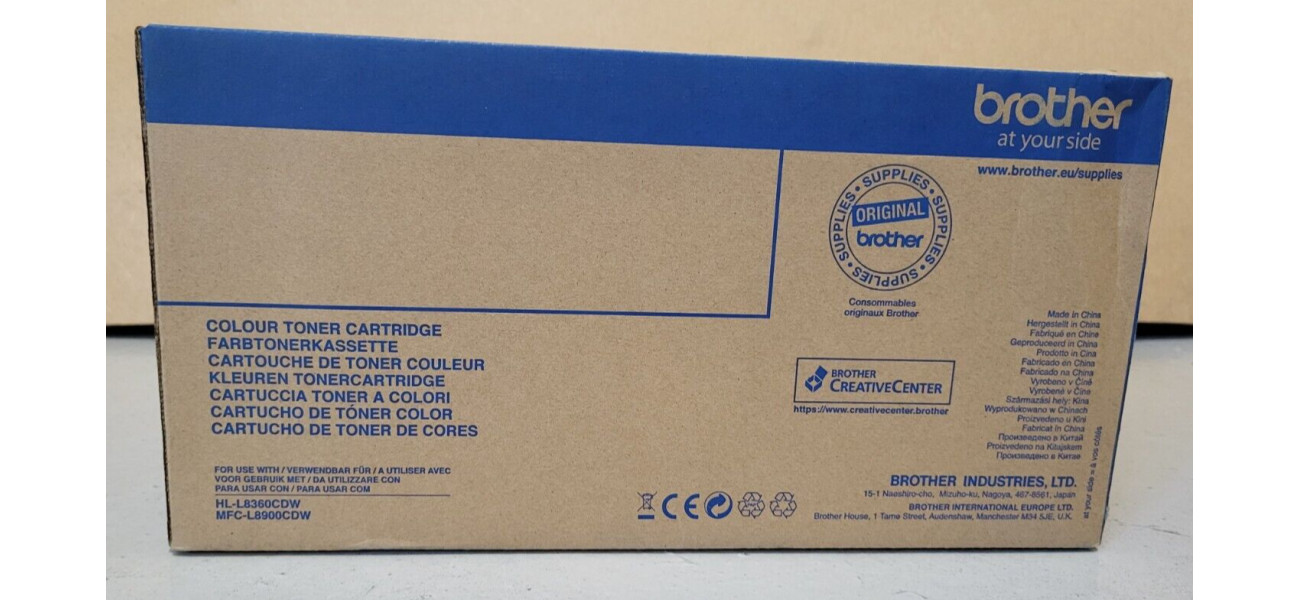 brother
at your side
www.brother.eu/supplies
SUPPLIES • SUPPLIES • SUPPLIES • SUPPLIES •
ORIGINAL
brother
Consommables
originaux Brother
COLOUR TONER CARTRIDGE
FARBTONERKASSETTE
CARTOUCHE DE TONER COULEUR
KLEUREN TONERCARTRIDGE
CARTUCCIA TONER A COLORI
CARTUCHO DE TÓNER COLOR
CARTUCHO DE TONER DE CORES
FOR USE WITH / VERWENDBAR FÜR / A UTILISER AVEC
VOOR GEBRUIK MET / DA UTILIZZARE CON
PARA USAR CON / PARA USAR COM
HL-L8360CDW
MFC-L8900CDW
BROTHER
CREATIVECENTER
https://www.creativecenter.brother
Made in China
Hergestellt in China
Fabriqué en Chine
Geproduceerd in China
Prodotto in Cina
Fabricado en China
Fabricado na China
Vyrobeno v Číně
Vyrobené v Číne
Származási hely: Kína
Wyprodukowano w Chinach
Proizvedeno u Kini
Fabricat în China
Произведено в Китай
Proizvedeno na Kitajskem
Произведено в Китае
at your side = à vos côtés
CE
BROTHER INDUSTRIES, LTD.
15-1 Naeshiro-cho, Mizuho-ku, Nagoya, 467-8561, Japan
BROTHER INTERNATIONAL EUROPE LTD.
Brother House, 1 Tame Street, Audenshaw, Manchester M34 5JE, U.K.